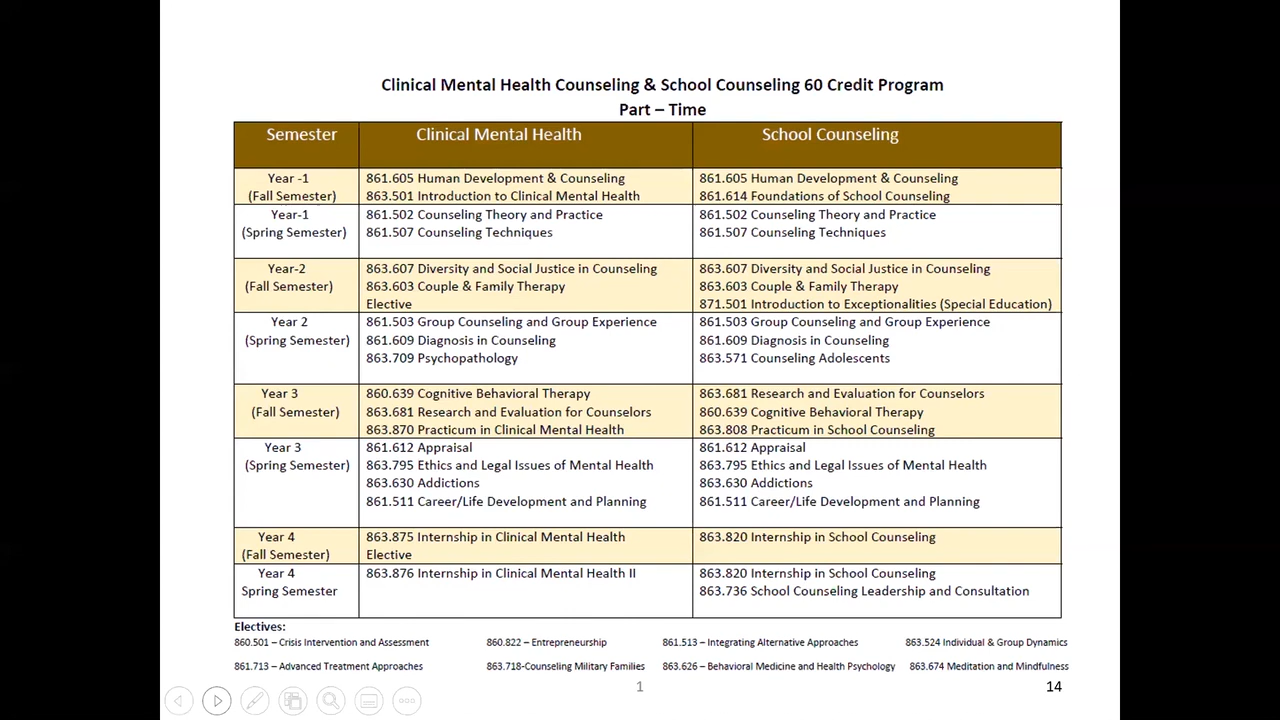 Clinical Mental Health Counseling & School Counseling 60 Credit Program
Part – Time
Semester Clinical Mental Health School Counseling
Year -1 861.605 Human Development & Counseling 861.605 Human Development & Counseling
(Fall Semester) 863.501 Introduction to Clinical Mental Health 861.614 Foundations of School Counseling
Year-1 861.502 Counseling Theory and Practice 861.502 Counseling Theory and Practice
(Spring Semester) 861.507 Counseling Techniques 861.507 Counseling Techniques
Year-2 863.607 Diversity and Social Justice in Counseling 863.607 Diversity and Social Justice in Counseling
(Fall Semester) 863.603 Couple & Family Therapy 863.603 Couple & Family Therapy
Elective 871.501 Introduction to Exceptionalities (Special Education)
Year 2 861.503 Group Counseling and Group Experience 861.503 Group Counseling and Group Experience
(Spring Semester) 861.609 Diagnosis in Counseling 861.609 Diagnosis in Counseling
863.709 Psychopathology 863.571 Counseling Adolescents
Year 3 860.639 Cognitive Behavioral Therapy 863.681 Research and Evaluation for Counselors
(Fall Semester) 863.681 Research and Evaluation for Counselors 860.639 Cognitive Behavioral Therapy
863.870 Practicum in Clinical Mental Health 863.808 Practicum in School Counseling
Year 3 861.612 Appraisal 861.612 Appraisal
(Spring Semester) 863.795 Ethics and Legal Issues of Mental Health 863.795 Ethics and Legal Issues of Mental Health
863.630 Addictions 863.630 Addictions
861.511 Career/Life Development and Planning 861.511 Career/Life Development and Planning
Year 4 863.875 Internship in Clinical Mental Health 863.820 Internship in School Counseling
(Fall Semester) Elective
Year 4 863.876 Internship in Clinical Mental Health II 863.820 Internship in School Counseling
Spring Semester 863.736 School Counseling Leadership and Consultation
Electives:
860.501 – Crisis Intervention and Assessment 860.822 – Entrepreneurship 861.513 – Integrating Alternative Approaches 863.524 Individual & Group Dynamics
861.713 – Advanced Treatment Approaches 863.718-Counseling Military Families 863.626 – Behavioral Medicine and Health Psychology 863.674 Meditation and Mindfulness
1 14